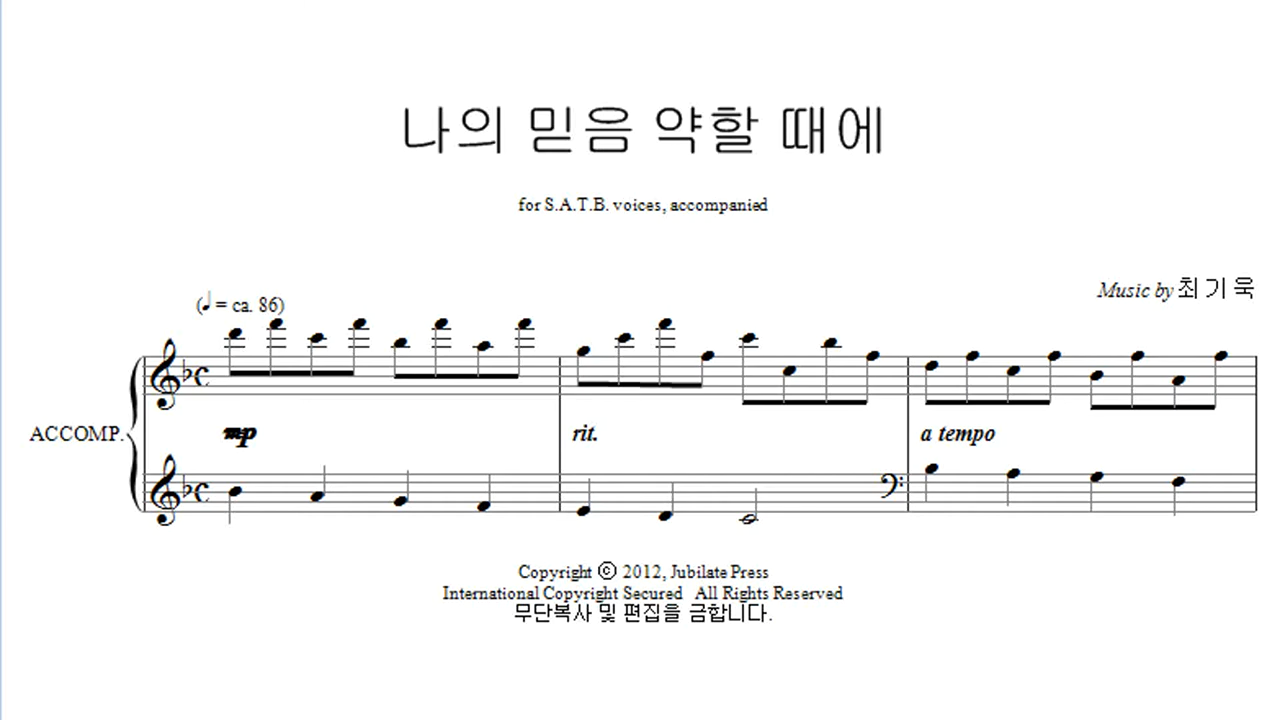 나의 믿음 약할 때에
for S.A.T.B. voices, accompanied
Music by 최 기 욱
(♩ = ca. 86)
ACCOMP.
mp
rit.
a tempo
Copyright ⓒ 2012, Jubilate Press
International Copyright Secured All Rights Reserved
무단복사 및 편집을 금합니다.